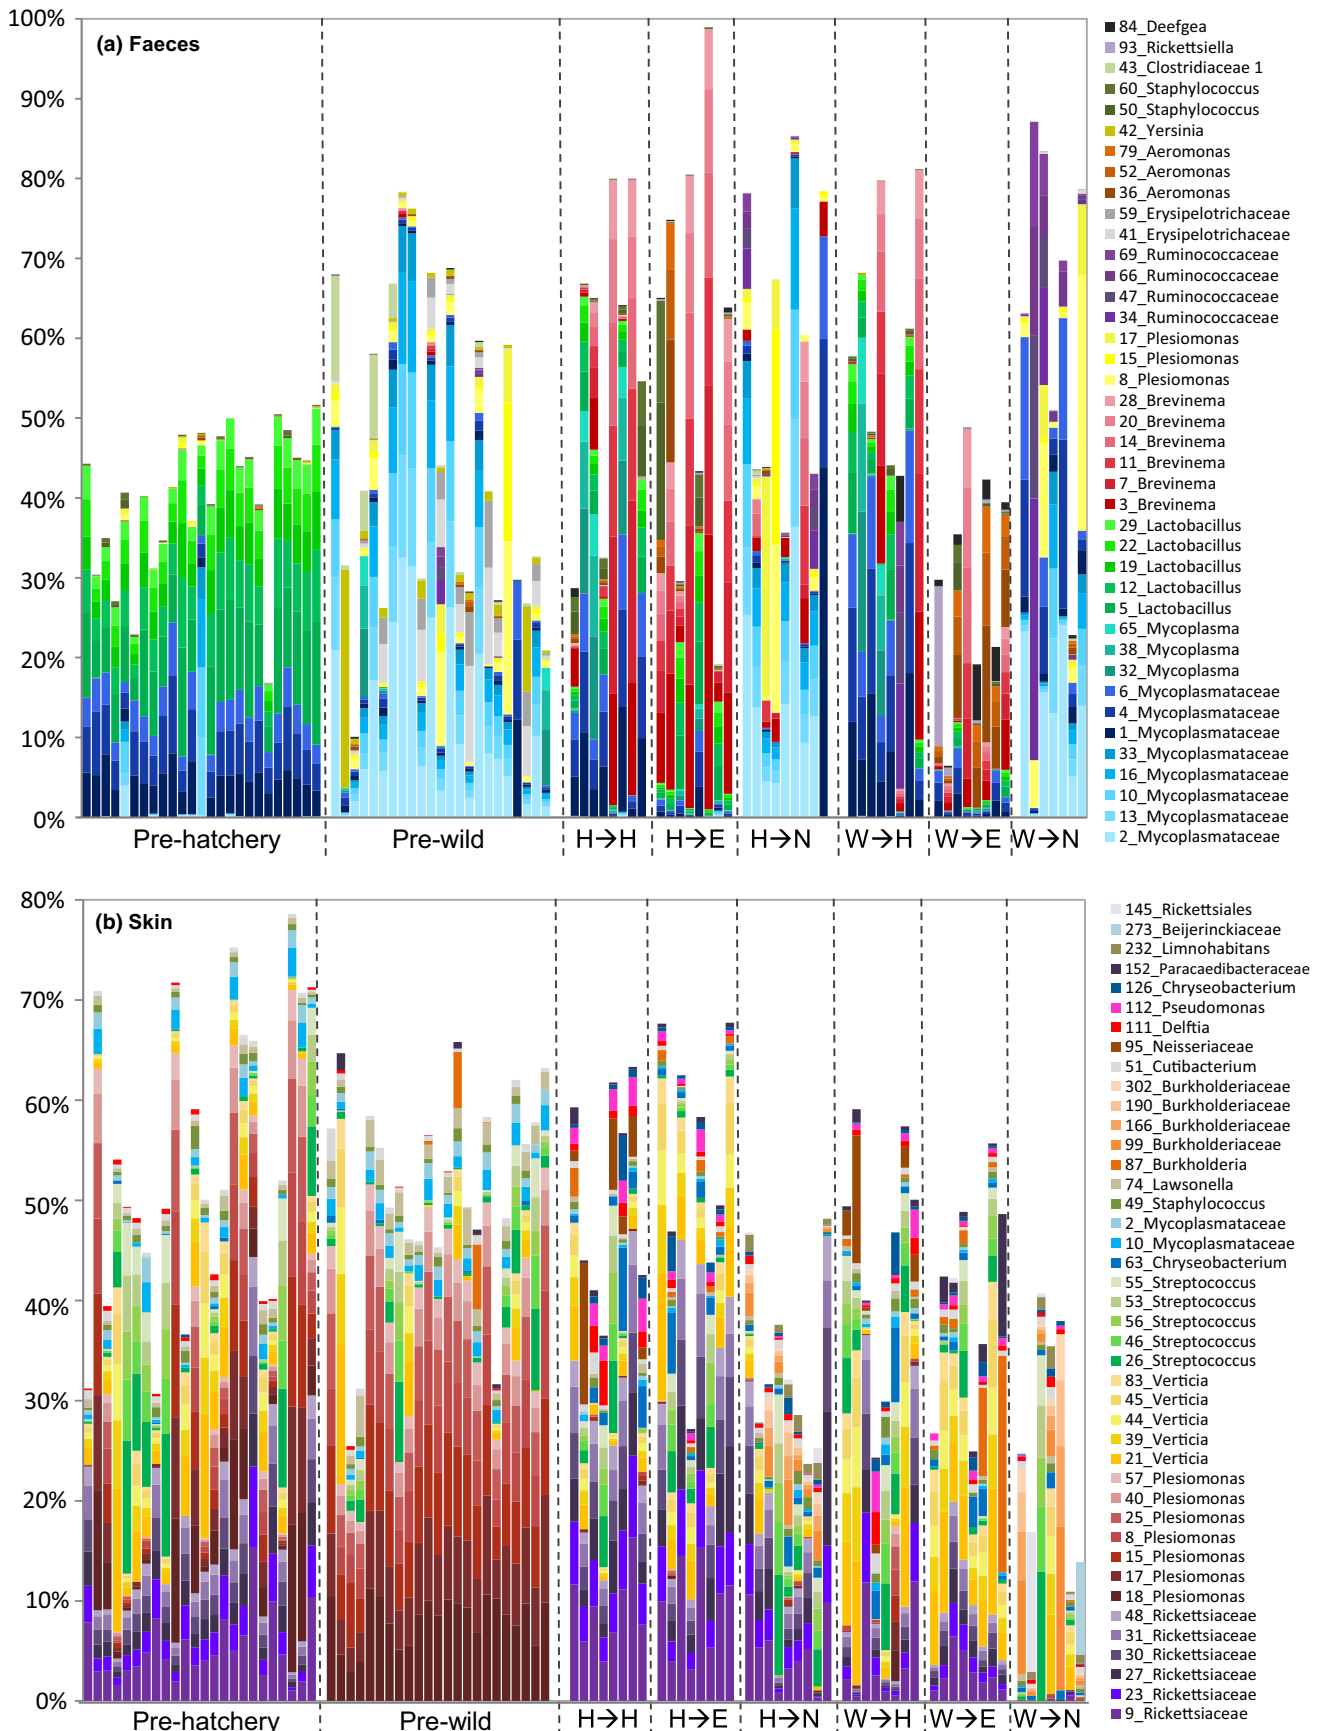 (a) Faeces
100%
90%
80%
70%
60%
50%
40%
30%
20%
10%
0%
Pre-hatchery
Pre-wild
H→H
H→E
H→N
W→H
W→E
W→N
84_Deefgea
93_Rickettsiella
43_Clostridiaceae 1
60_Staphylococcus
50_Staphylococcus
42_Yersinia
79_Aeromonas
52_Aeromonas
36_Aeromonas
59_Erysipelotrichaceae
41_Erysipelotrichaceae
69_Ruminococcaceae
66_Ruminococcaceae
47_Ruminococcaceae
34_Ruminococcaceae
17_Plesiomonas
15_Plesiomonas
8_Plesiomonas
28_Brevinema
20_Brevinema
14_Brevinema
11_Brevinema
7_Brevinema
3_Brevinema
29_Lactobacillus
22_Lactobacillus
19_Lactobacillus
12_Lactobacillus
5_Lactobacillus
65_Mycoplasma
38_Mycoplasma
32_Mycoplasma
6_Mycoplasmataceae
4_Mycoplasmataceae
1_Mycoplasmataceae
33_Mycoplasmataceae
16_Mycoplasmataceae
10_Mycoplasmataceae
13_Mycoplasmataceae
2_Mycoplasmataceae
(b) Skin
80%
70%
60%
50%
40%
30%
20%
10%
0%
Pre-hatchery
Pre-wild
H→H
H→E
H→N
W→H
W→E
W→N
145_Rickettsiales
273_Beijerinckiaceae
232_Limnohabitans
152_Paracaedibacteraceae
126_Chryseobacterium
112_Pseudomonas
111_Delftia
95_Neisseriaceae
51_Cutibacterium
302_Burkholderiaceae
190_Burkholderiaceae
166_Burkholderiaceae
99_Burkholderiaceae
87_Burkholderia
74_Lawsonella
49_Staphylococcus
2_Mycoplasmataceae
10_Mycoplasmataceae
63_Chryseobacterium
55_Streptococcus
53_Streptococcus
56_Streptococcus
46_Streptococcus
26_Streptococcus
83_Verticia
45_Verticia
44_Verticia
39_Verticia
21_Verticia
57_Plesiomonas
40_Plesiomonas
25_Plesiomonas
8_Plesiomonas
15_Plesiomonas
17_Plesiomonas
18_Plesiomonas
48_Rickettsiaceae
31_Rickettsiaceae
30_Rickettsiaceae
27_Rickettsiaceae
23_Rickettsiaceae
9_Rickettsiaceae